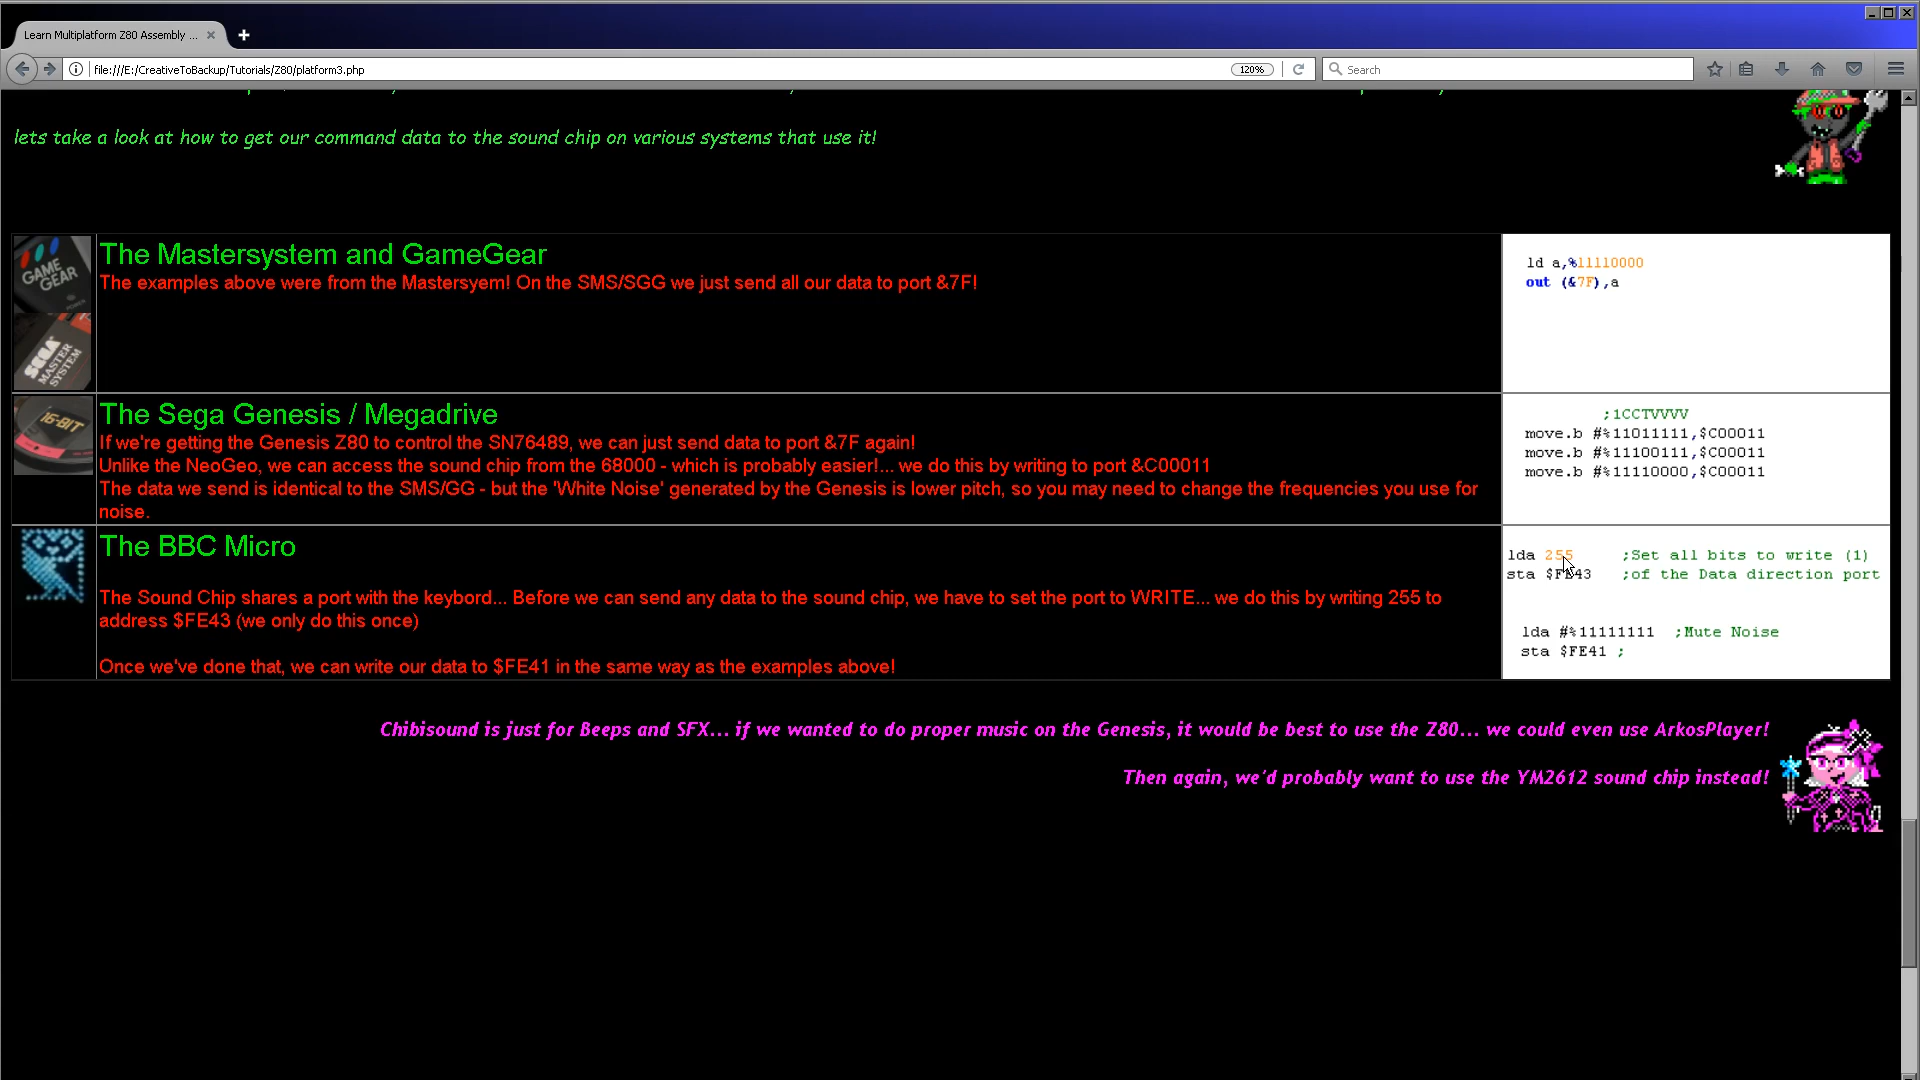 Learn Multiplatform Z80 Assembly ...
file:///E:/CreativeToBackup/Tutorials/Z80/platform3.php
120%
Search
lets take a look at how to get our command data to the sound chip on various systems that use it!
GAME GEAR
POWER
SEGA
MASTER SYSTEM
The Mastersystem and GameGear
The examples above were from the Mastersyem! On the SMS/SGG we just send all our data to port &7F!
ld a,%11110000
out (&7F),a
16-BIT
The Sega Genesis / Megadrive
If we're getting the Genesis Z80 to control the SN76489, we can just send data to port &7F again!
Unlike the NeoGeo, we can access the sound chip from the 68000 - which is probably easier!... we do this by writing to port &C00011
The data we send is identical to the SMS/GG - but the 'White Noise' generated by the Genesis is lower pitch, so you may need to change the frequencies you use for
noise.
;1CCTVVVV
move.b #%11011111,$C00011
move.b #%11100111,$C00011
move.b #%11110000,$C00011
The BBC Micro
The Sound Chip shares a port with the keybord... Before we can send any data to the sound chip, we have to set the port to WRITE... we do this by writing 255 to
address $FE43 (we only do this once)
Once we've done that, we can write our data to $FE41 in the same way as the examples above!
lda 255 ;Set all bits to write (1)
sta $FE43 ;of the Data direction port
lda #%11111111 ;Mute Noise
sta $FE41 ;
Chibisound is just for Beeps and SFX... if we wanted to do proper music on the Genesis, it would be best to use the Z80... we could even use ArkosPlayer!
Then again, we'd probably want to use the YM2612 sound chip instead!